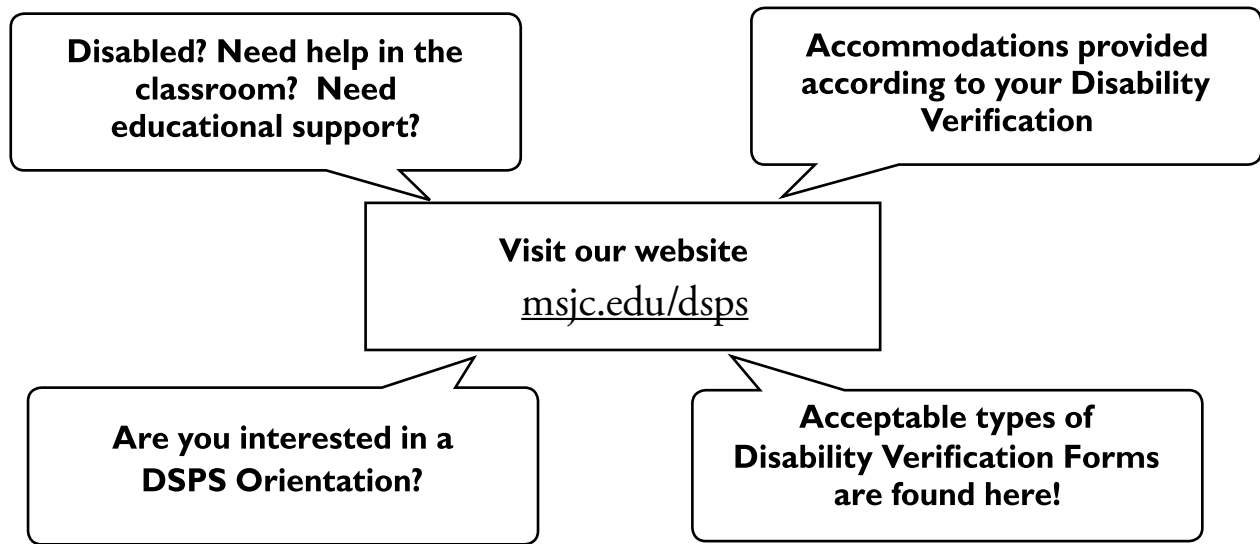 Disabled? Need help in the
classroom?  Need
educational support?
Accommodations provided
according to your Disability
Verification
Visit our website
msjc.edu/dsps
Are you interested in a
DSPS Orientation?
Acceptable types of
Disability Verification Forms
are found here!